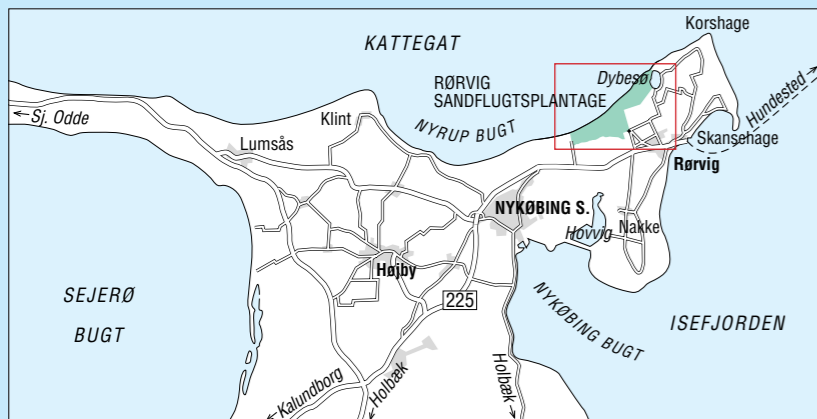 Korshage
KATTEGAT
Dybesø
RØRVIG
SANDFLUGTSPLANTAGE
Hundested
← Sj. Odde
Klint
NYRUP BUGT
Lumsås
Skansehage
Rørvig
NYKØBING S.
Nakke
Hovvig
Højby
SEJERØ
BUGT
225
NYKØBING BUGT
ISEFJORDEN
Kalundborg
Holbæk
Holbæk